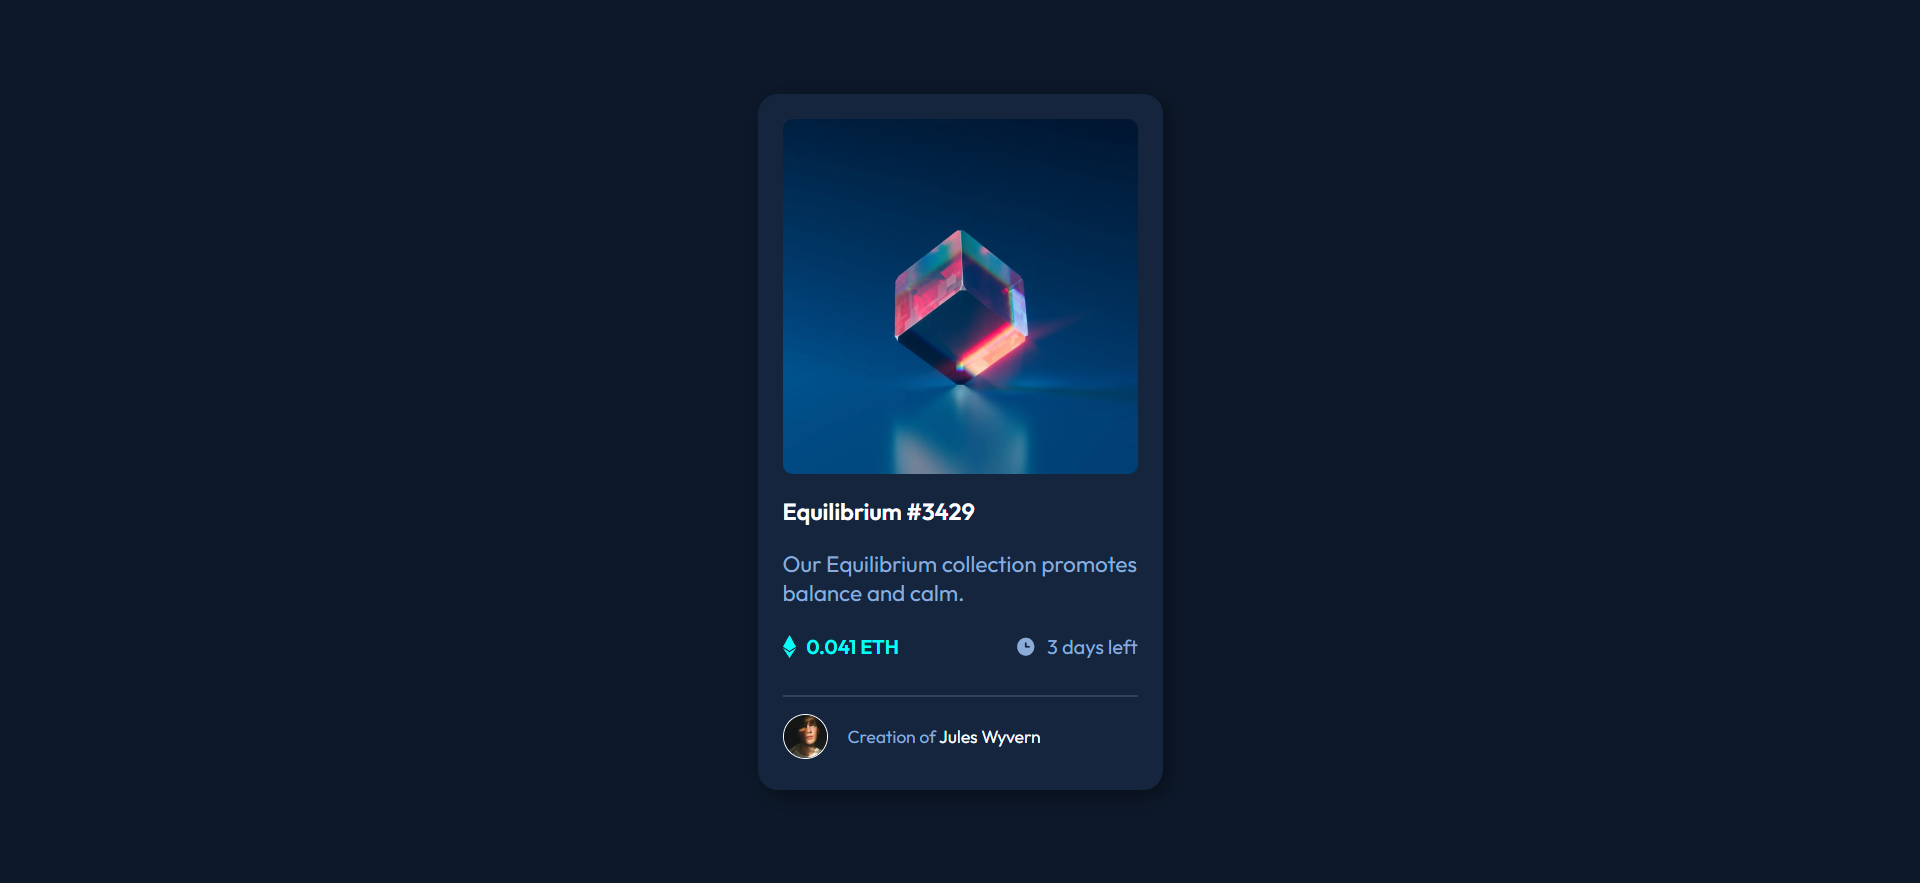 Equilibrium #3429
Our Equilibrium collection promotes
balance and calm.
0.041 ETH
3 days left
Creation of Jules Wyvern